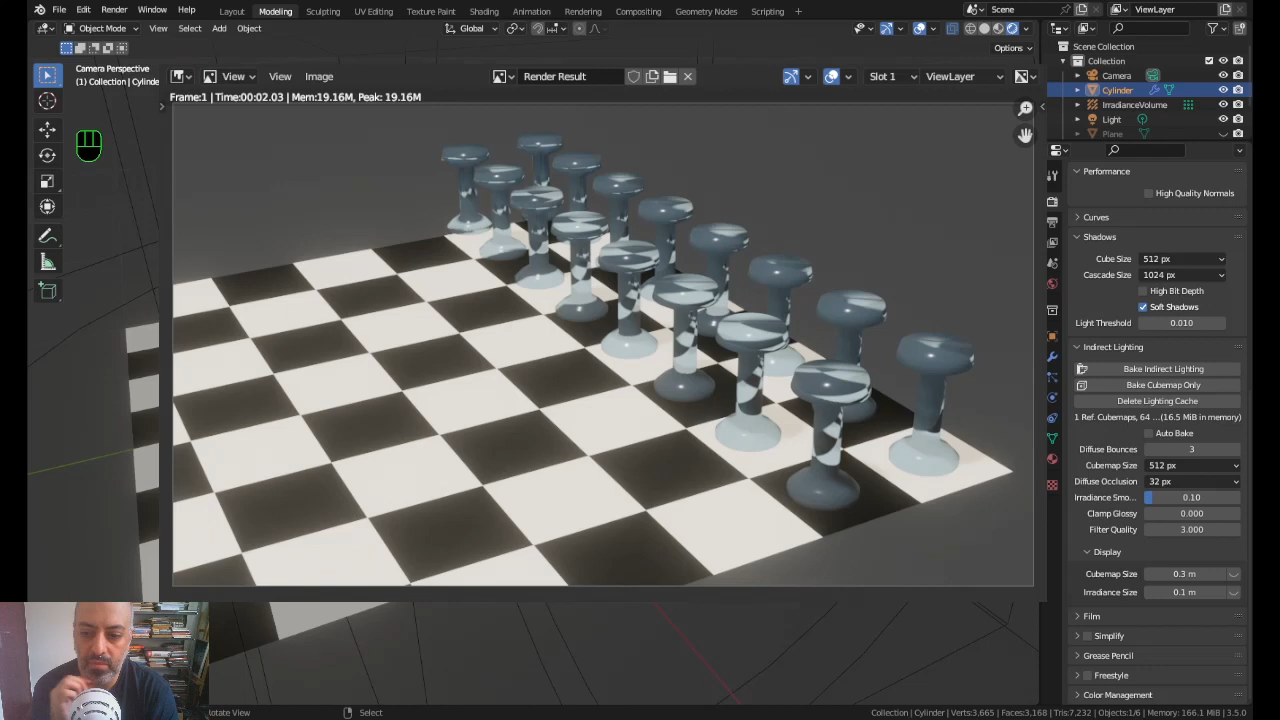 File Edit Render Window Help Layout Modeling Sculpting UV Editing Texture Paint Shading Animation Rendering Compositing Geometry Nodes Scripting Scene ViewLayer
Object Mode View Select Add Object Global
Options
Camera Perspective
(1) Collection | Cylinde
View View Image Render Result Slot 1 ViewLayer
Frame:1 | Time:00:02.03 | Mem:19.16M, Peak: 19.16M
Scene Collection
Collection
Camera
Cylinder
IrradianceVolume
Light
Plane
Performance
High Quality Normals
Curves
Shadows
Cube Size 512 px
Cascade Size 1024 px
High Bit Depth
Soft Shadows
Light Threshold 0.010
Indirect Lighting
Bake Indirect Lighting
Bake Cubemap Only
Delete Lighting Cache
1 Ref. Cubemaps, 64 ...(16.5 MiB in memory)
Auto Bake
Diffuse Bounces 3
Cubemap Size 512 px
Diffuse Occlusion 32 px
Irradiance Smo... 0.10
Clamp Glossy 0.000
Filter Quality 3.000
Display
Cubemap Size 0.3 m
Irradiance Size 0.1 m
Film
Simplify
Grease Pencil
Freestyle
Color Management
otate View Select Collection | Cylinder | Verts:3,665 | Faces:3,168 | Tris:7,232 | Objects:1/6 | Memory: 166.1 MiB | 3.5.0